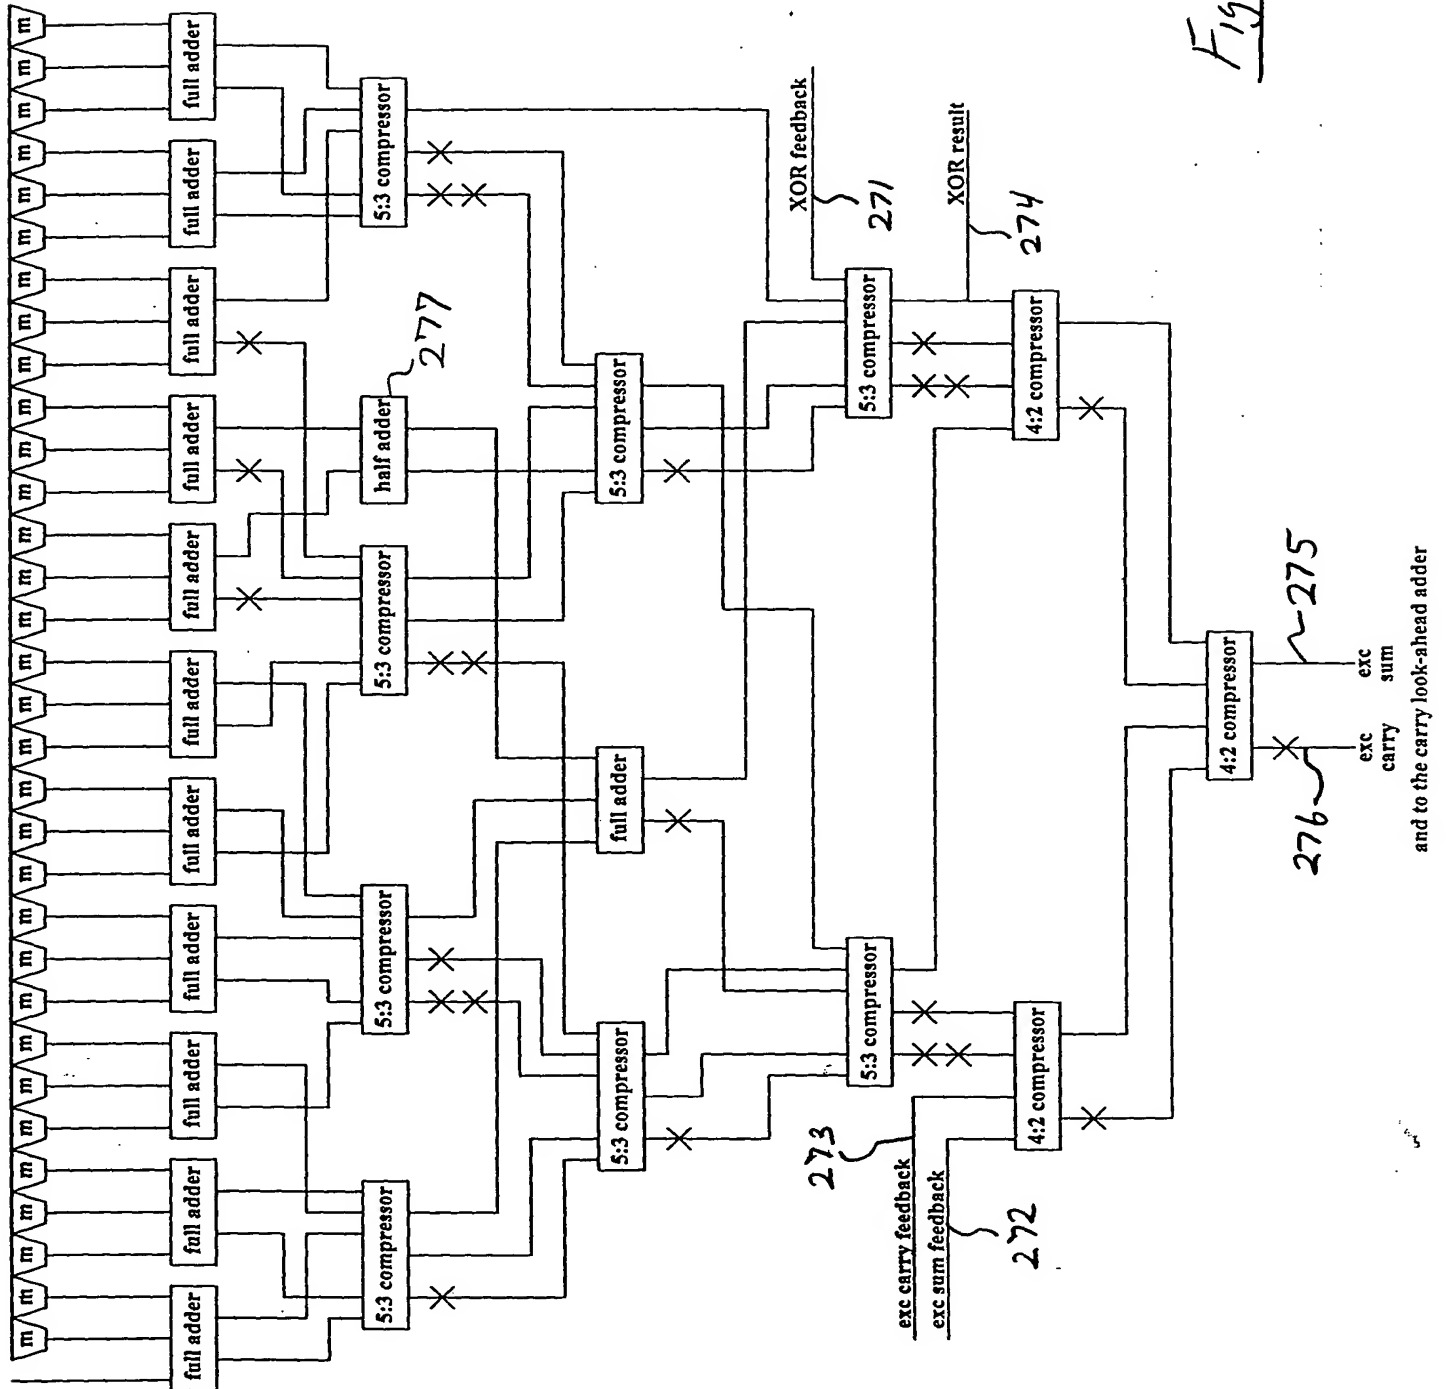 m m m m m m m m m m m m m m m m m m m m m m m m m m m m m m m m
full adder full adder full adder full adder full adder full adder full adder full adder full adder full adder full adder
5:3 compressor 5:3 compressor 5:3 compressor half adder 5:3 compressor
277
5:3 compressor full adder 5:3 compressor
XOR feedback
273
5:3 compressor 5:3 compressor
271
exc carry feedback
exc sum feedback
XOR result
272
4:2 compressor 4:2 compressor
274
4:2 compressor
276
275
exc exc
carry sum
and to the carry look-ahead adder
Fig